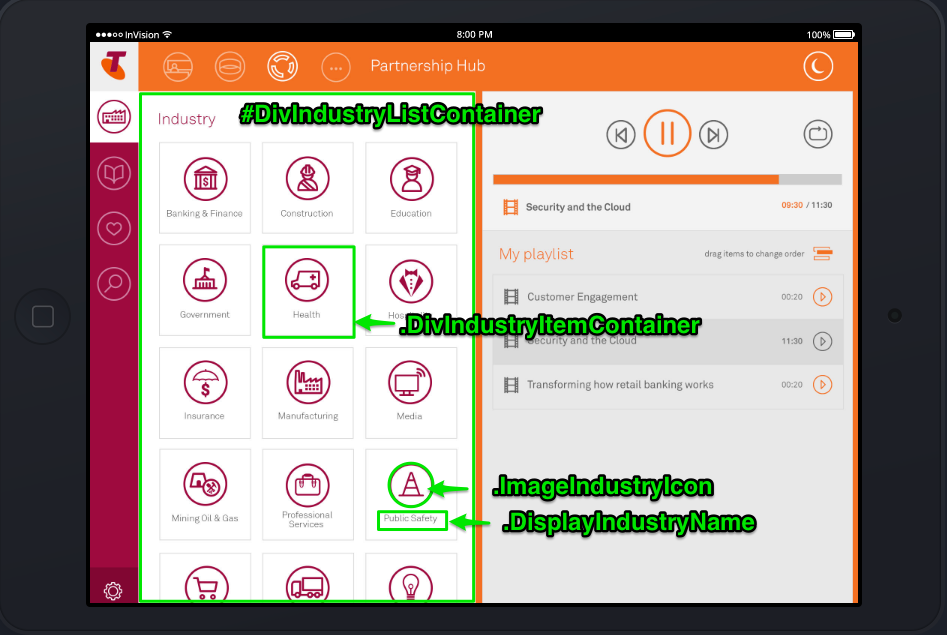 InVision
8:00 PM
100%
T
Partnership Hub
Industry
#DivIndustryListContainer
Banking & Finance
Construction
Education
Government
Health
Hos
.DivIndustryItemContainer
Insurance
Manufacturing
Media
Mining Oil & Gas
Professional
Services
Public Safety
.ImageIndustryIcon
.DisplayIndustryName
Security and the Cloud
09:30 / 11:30
My playlist
drag items to change order
Customer Engagement
00:20
Security and the Cloud
11:30
Transforming how retail banking works
00:20